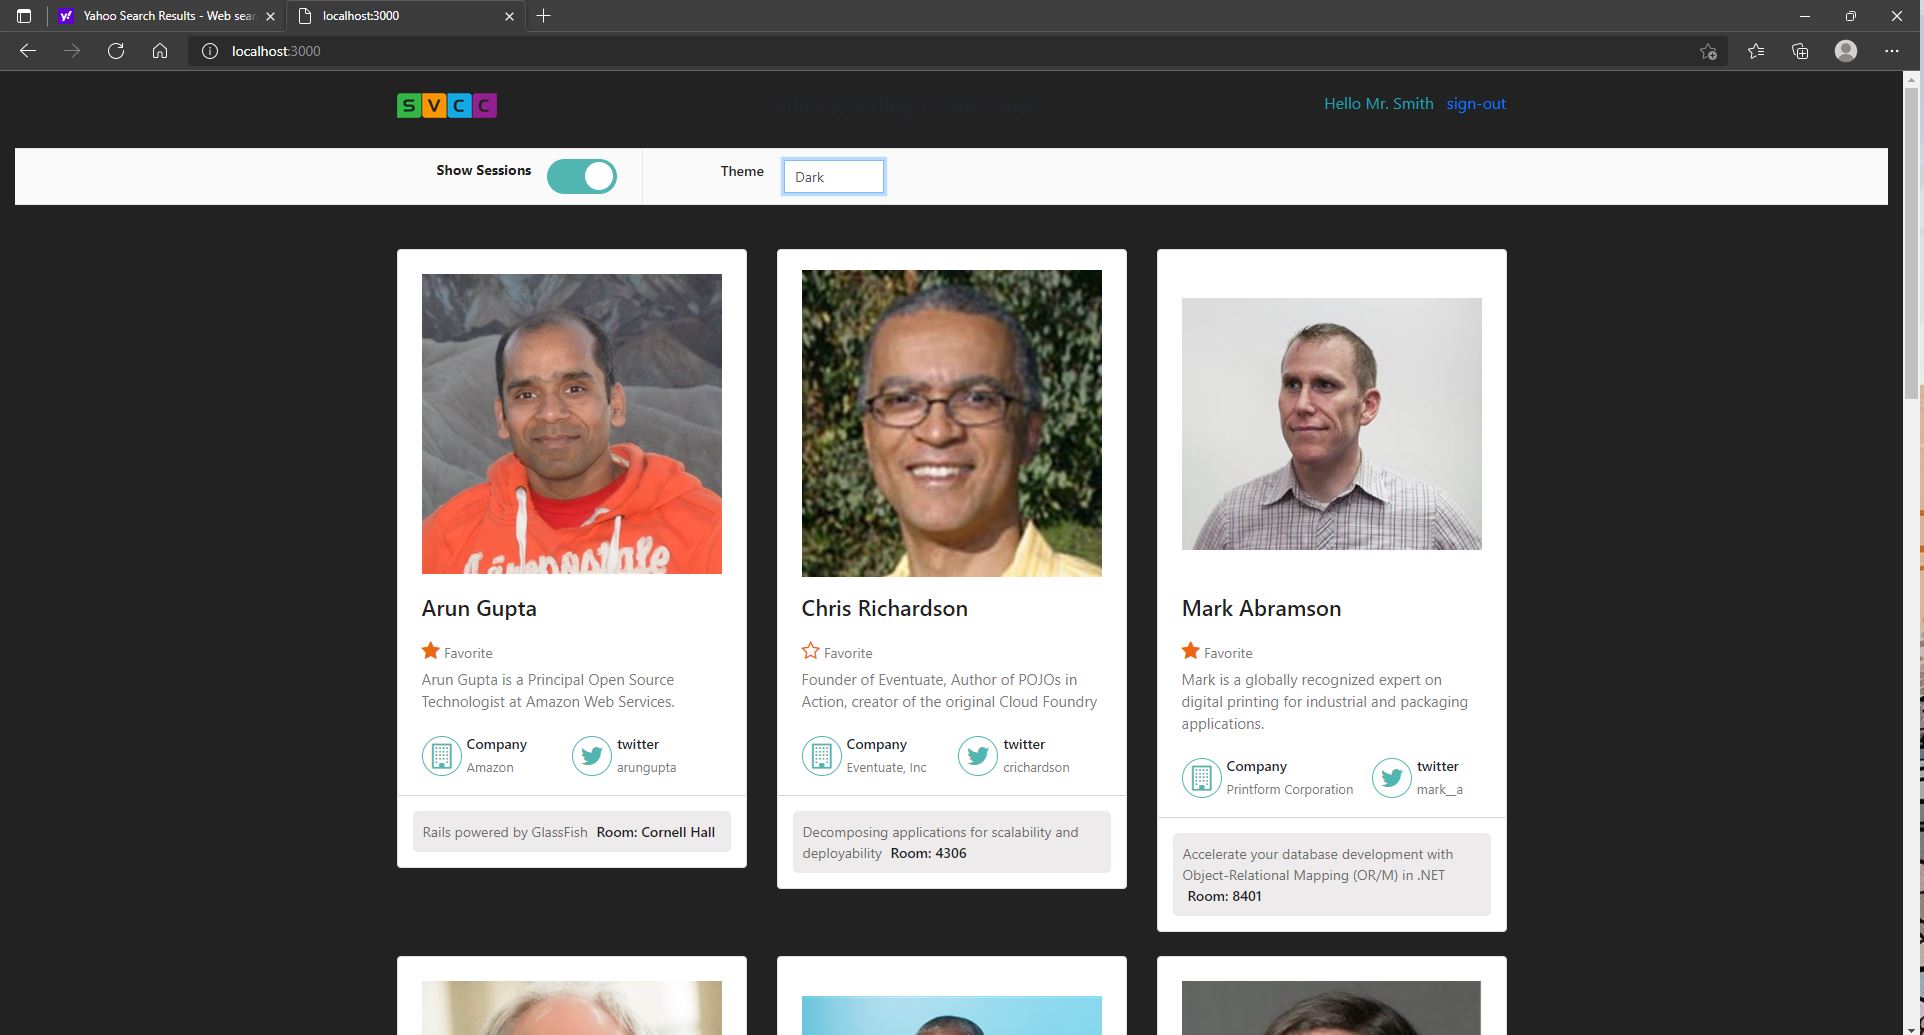 Yahoo Search Results - Web sear
localhost:3000
localhost:3000
SVCC
Silicon Valley Code Camp
Hello Mr. Smith sign-out
Show Sessions
Theme
Dark
Arun Gupta
Favorite
Arun Gupta is a Principal Open Source
Technologist at Amazon Web Services.
Company
Amazon
twitter
arungupta
Rails powered by GlassFish Room: Cornell Hall
Chris Richardson
Favorite
Founder of Eventuate, Author of POJOs in
Action, creator of the original Cloud Foundry
Company
Eventuate, Inc
twitter
crichardson
Decomposing applications for scalability and
deployability Room: 4306
Mark Abramson
Favorite
Mark is a globally recognized expert on
digital printing for industrial and packaging
applications.
Company
Printform Corporation
twitter
mark__a
Accelerate your database development with
Object-Relational Mapping (OR/M) in .NET
Room: 8401